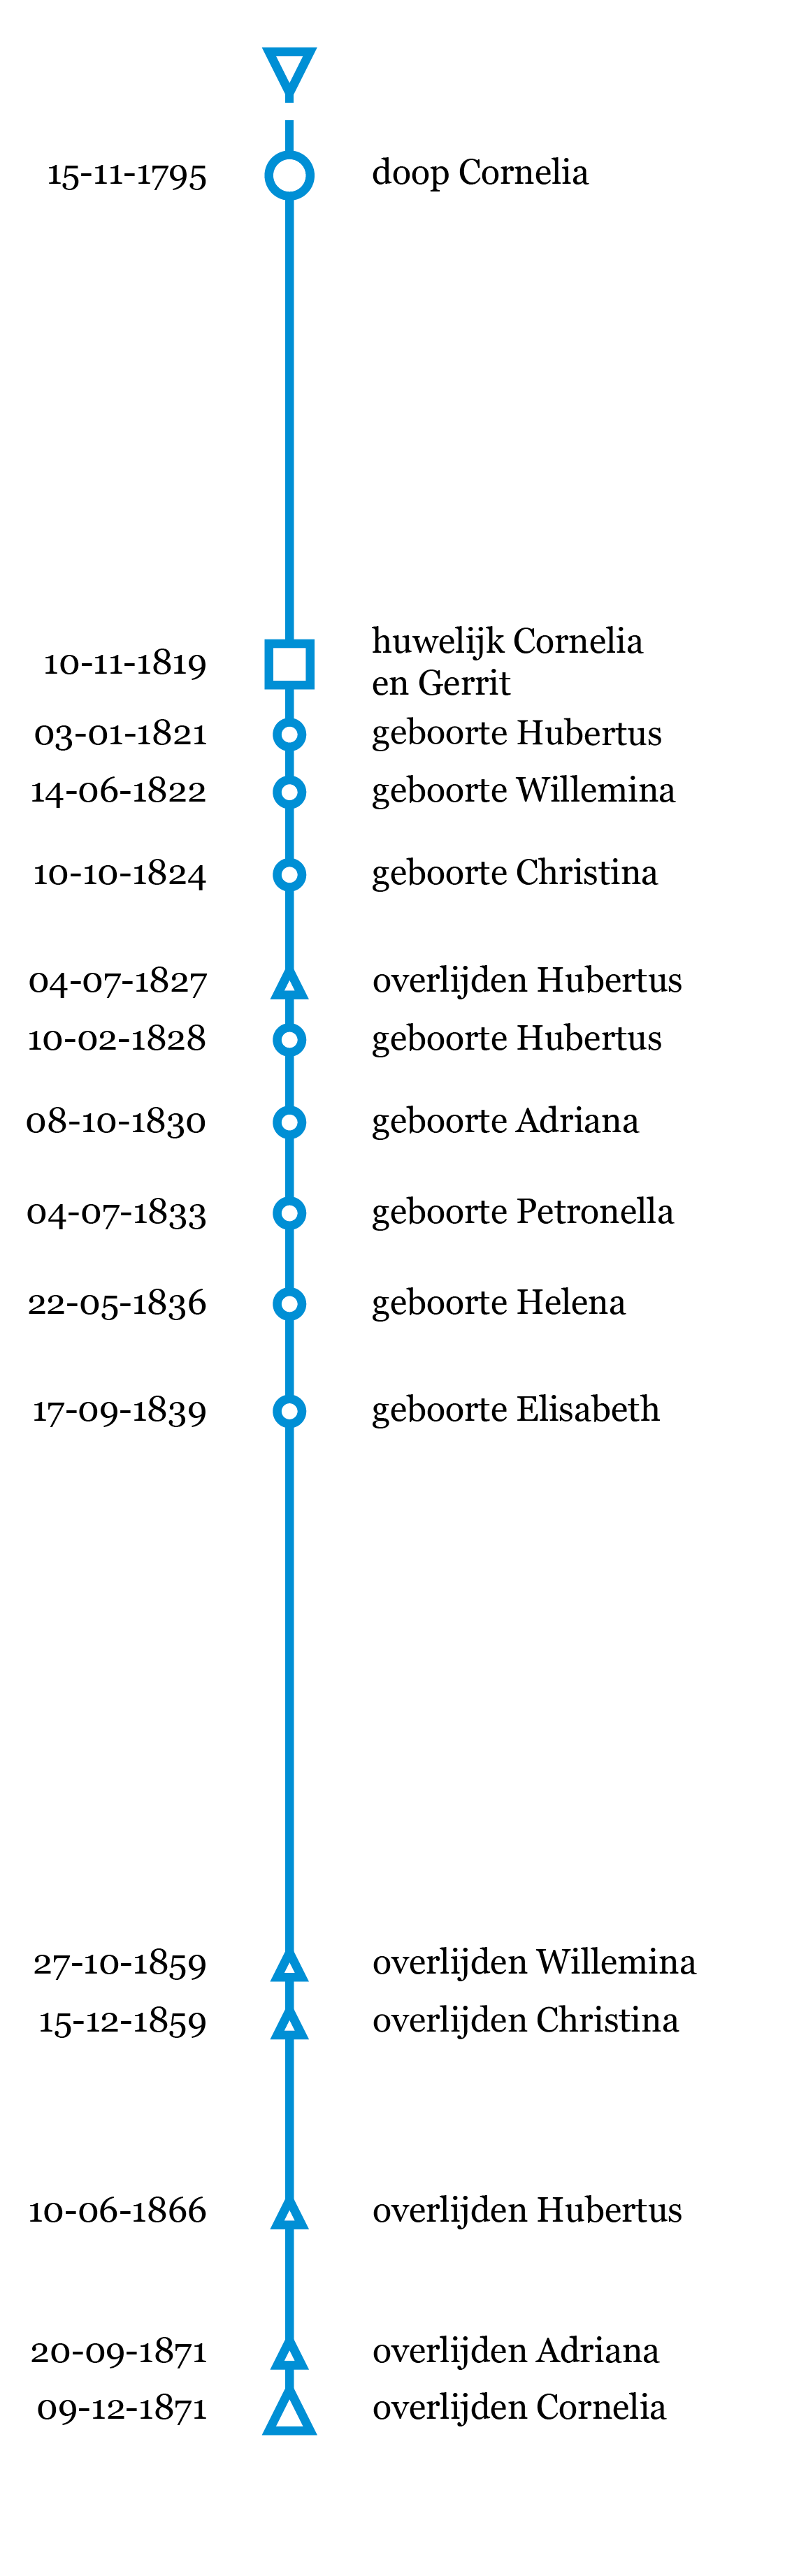 15-11-1795 doop Cornelia
10-11-1819 huwelijk Cornelia
en Gerrit
03-01-1821 geboorte Hubertus
14-06-1822 geboorte Willemina
10-10-1824 geboorte Christina
04-07-1827 overlijden Hubertus
10-02-1828 geboorte Hubertus
08-10-1830 geboorte Adriana
04-07-1833 geboorte Petronella
22-05-1836 geboorte Helena
17-09-1839 geboorte Elisabeth
27-10-1859 overlijden Willemina
15-12-1859 overlijden Christina
10-06-1866 overlijden Hubertus
20-09-1871 overlijden Adriana
09-12-1871 overlijden Cornelia